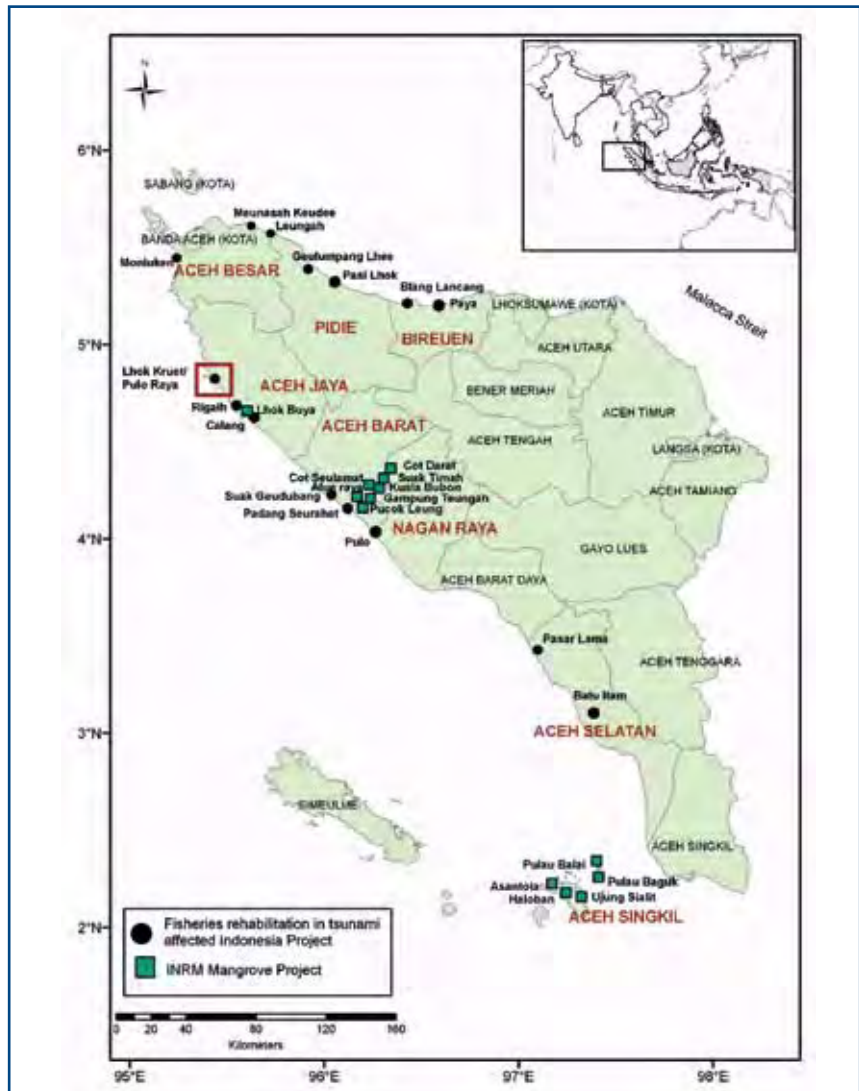 N
6°N
SABANG (KOTA)
Meunasah Keudee
Leungah
BANDA ACEH (KOTA)
Geulumpang Lhee
ACEH BESAR
Pasi Lhok
Blang Lancang
Paya
LHOKSUMAWE (KOTA)
Malacca Strait
PIDIE
BIREUEN
ACEH UTARA
5°N
Lhok Kruet/
Pulo Raya
ACEH JAYA
BENER MERIAH
ACEH TIMUR
Rigaih
Lhok Buya
Calang
ACEH BARAT
ACEH TENGAH
LANGSA (KOTA)
Cot Darat
Cot Seulamat
Suak Timah
ACEH TAMIANG
Kuala Bubon
Suak Geudubang
Gampung Teungah
Padang Seurahet
Pucok Leung
4°N
NAGAN RAYA
Pulo
GAYO LUES
ACEH BARAT DAYA
Pasar Lama
ACEH TENGGARA
Batu Itam
3°N
ACEH SELATAN
SIMEULUE
ACEH SINGKIL
Pulau Balai
Pulau Baguk
Asantola
Haloban
Ujung Sialit
2°N
ACEH SINGKIL
Fisheries rehabilitation in tsunami
affected Indonesia Project
INRM Mangrove Project
0 10 20 40 80 120 160
Kilometers
95°E 96°E 97°E 98°E